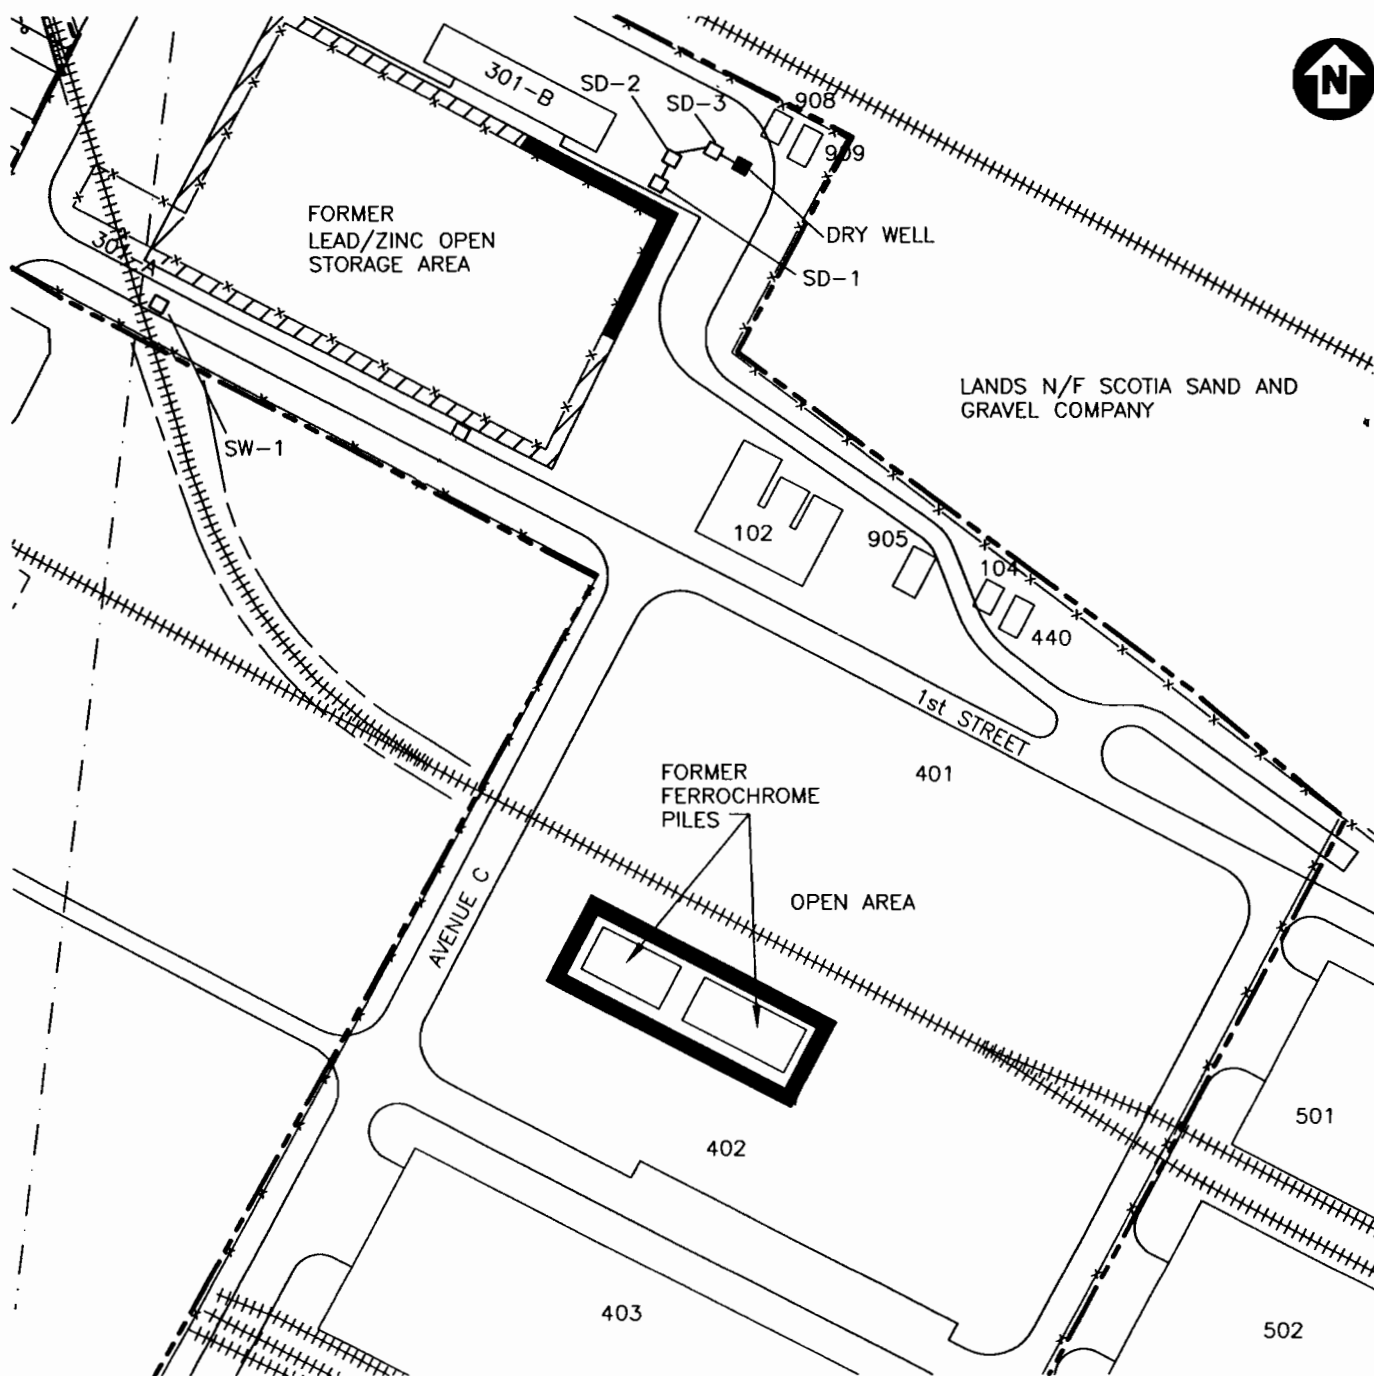 N
301-B
SD-2
SD-3
908
909
FORMER
LEAD/ZINC OPEN
STORAGE AREA
DRY WELL
SD-1
301-A
LANDS N/F SCOTIA SAND AND
GRAVEL COMPANY
SW-1
102
905
104
440
1st STREET
401
FORMER
FERROCHROME
PILES
AVENUE C
OPEN AREA
402
501
403
502